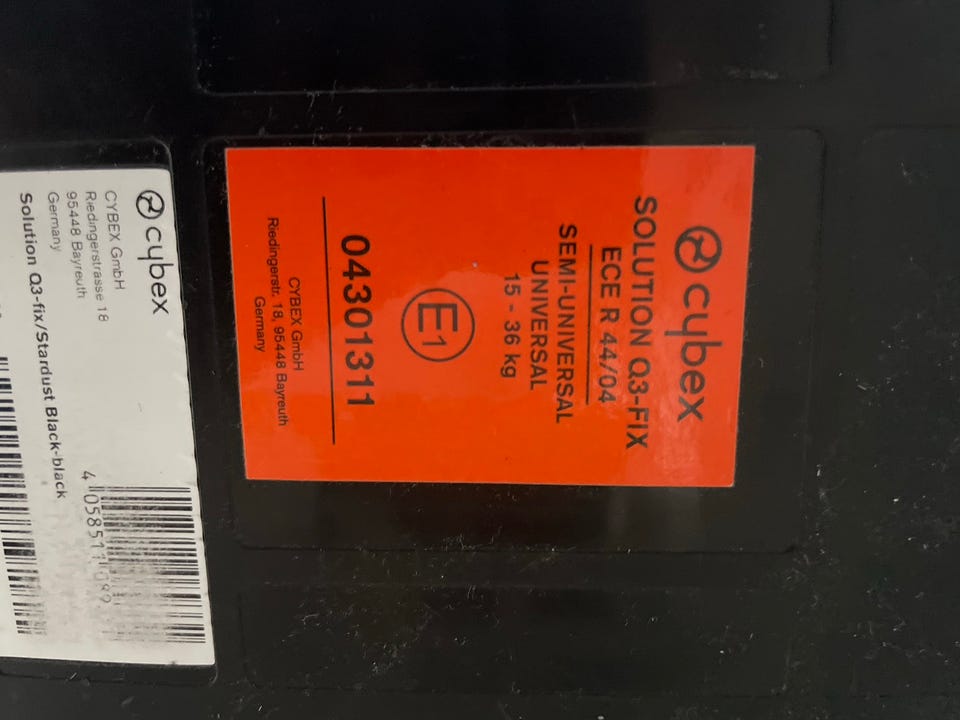 cybex
SOLUTION Q3-FIX
ECE R 44/04
SEMI-UNIVERSAL
UNIVERSAL
15 - 36 kg
E1
04301311
CYBEX GmbH
Riedingerstr. 18, 95448 Bayreuth
Germany
cybex
CYBEX GmbH
Riedingerstrasse 18
95448 Bayreuth
Germany
Solution Q3-fix/Stardust Black-black